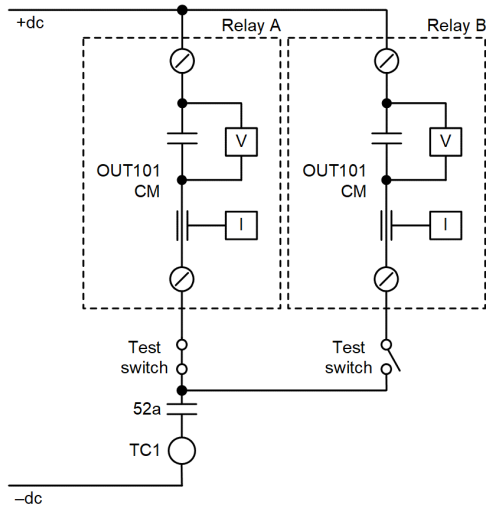 +dc
Relay A
Relay B
V
V
OUT101
CM
OUT101
CM
I
I
Test
switch
Test
switch
52a
TC1
–dc